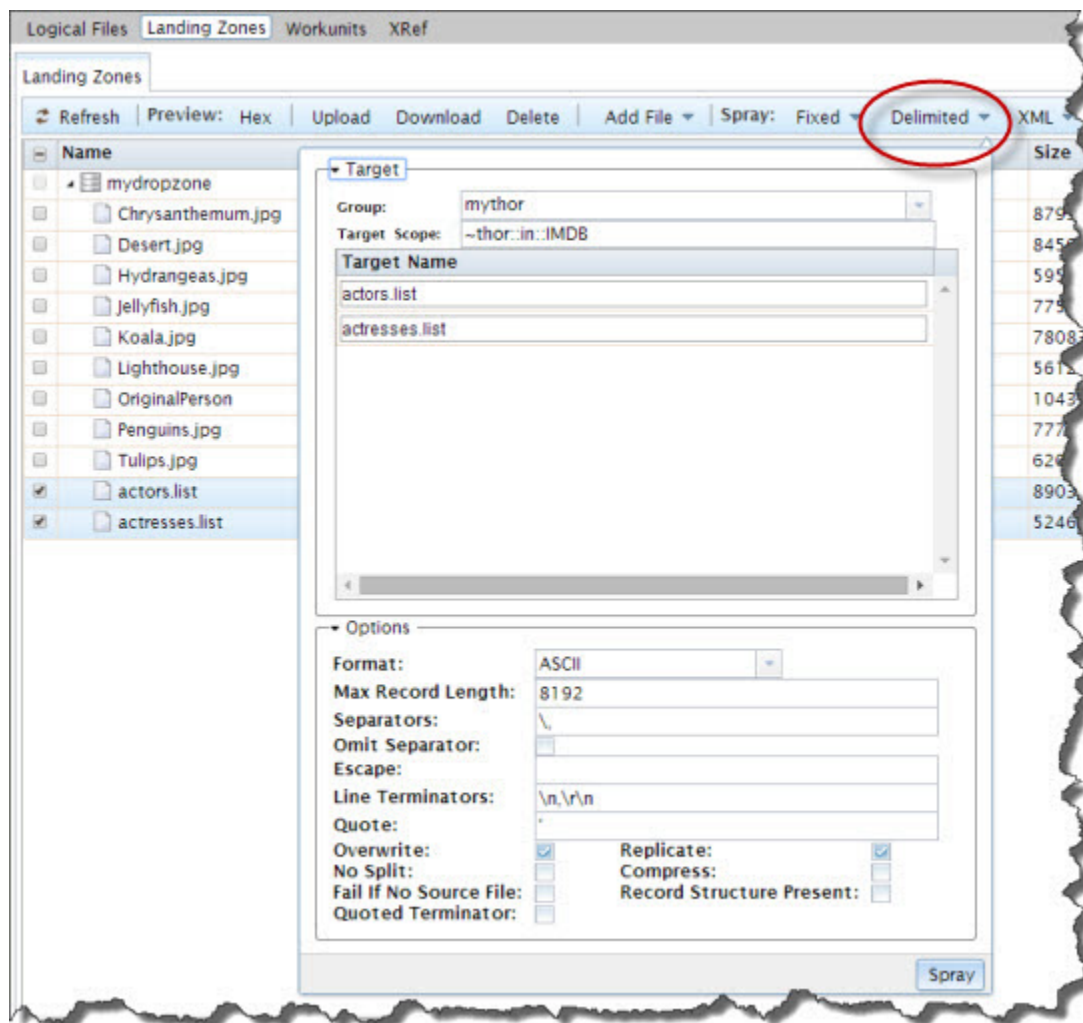 Logical Files Landing Zones Workunits XRef
Landing Zones
Refresh Preview: Hex Upload Download Delete Add File Spray: Fixed Delimited XML
Name Size
mydropzone
Chrysanthemum.jpg
Desert.jpg
Hydrangeas.jpg
Jellyfish.jpg
Koala.jpg
Lighthouse.jpg
OriginalPerson
Penguins.jpg
Tulips.jpg
actors.list
actresses.list
Target
Group: mythor
Target Scope: ~thor::in::IMDB
Target Name
actors.list
actresses.list
Options
Format: ASCII
Max Record Length: 8192
Separators: \,
Omit Separator:
Escape:
Line Terminators: \n,\r\n
Quote: '
Overwrite: Replicate:
No Split: Compress:
Fail If No Source File: Record Structure Present:
Quoted Terminator:
Spray